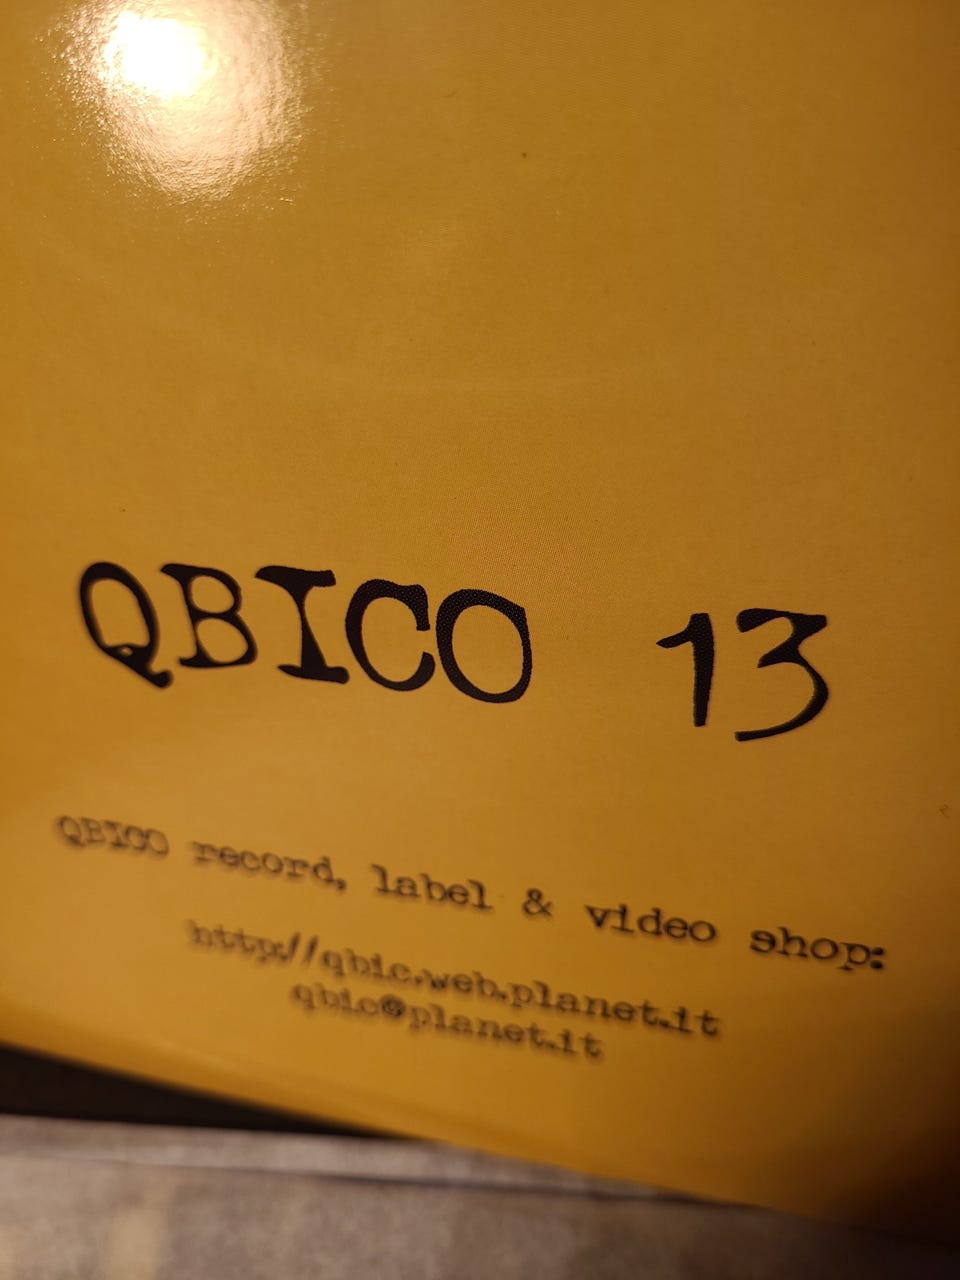 QBICO 13
QBICO record, label & video shop:
http//qbic.web.planet.it
qbic@planet.it